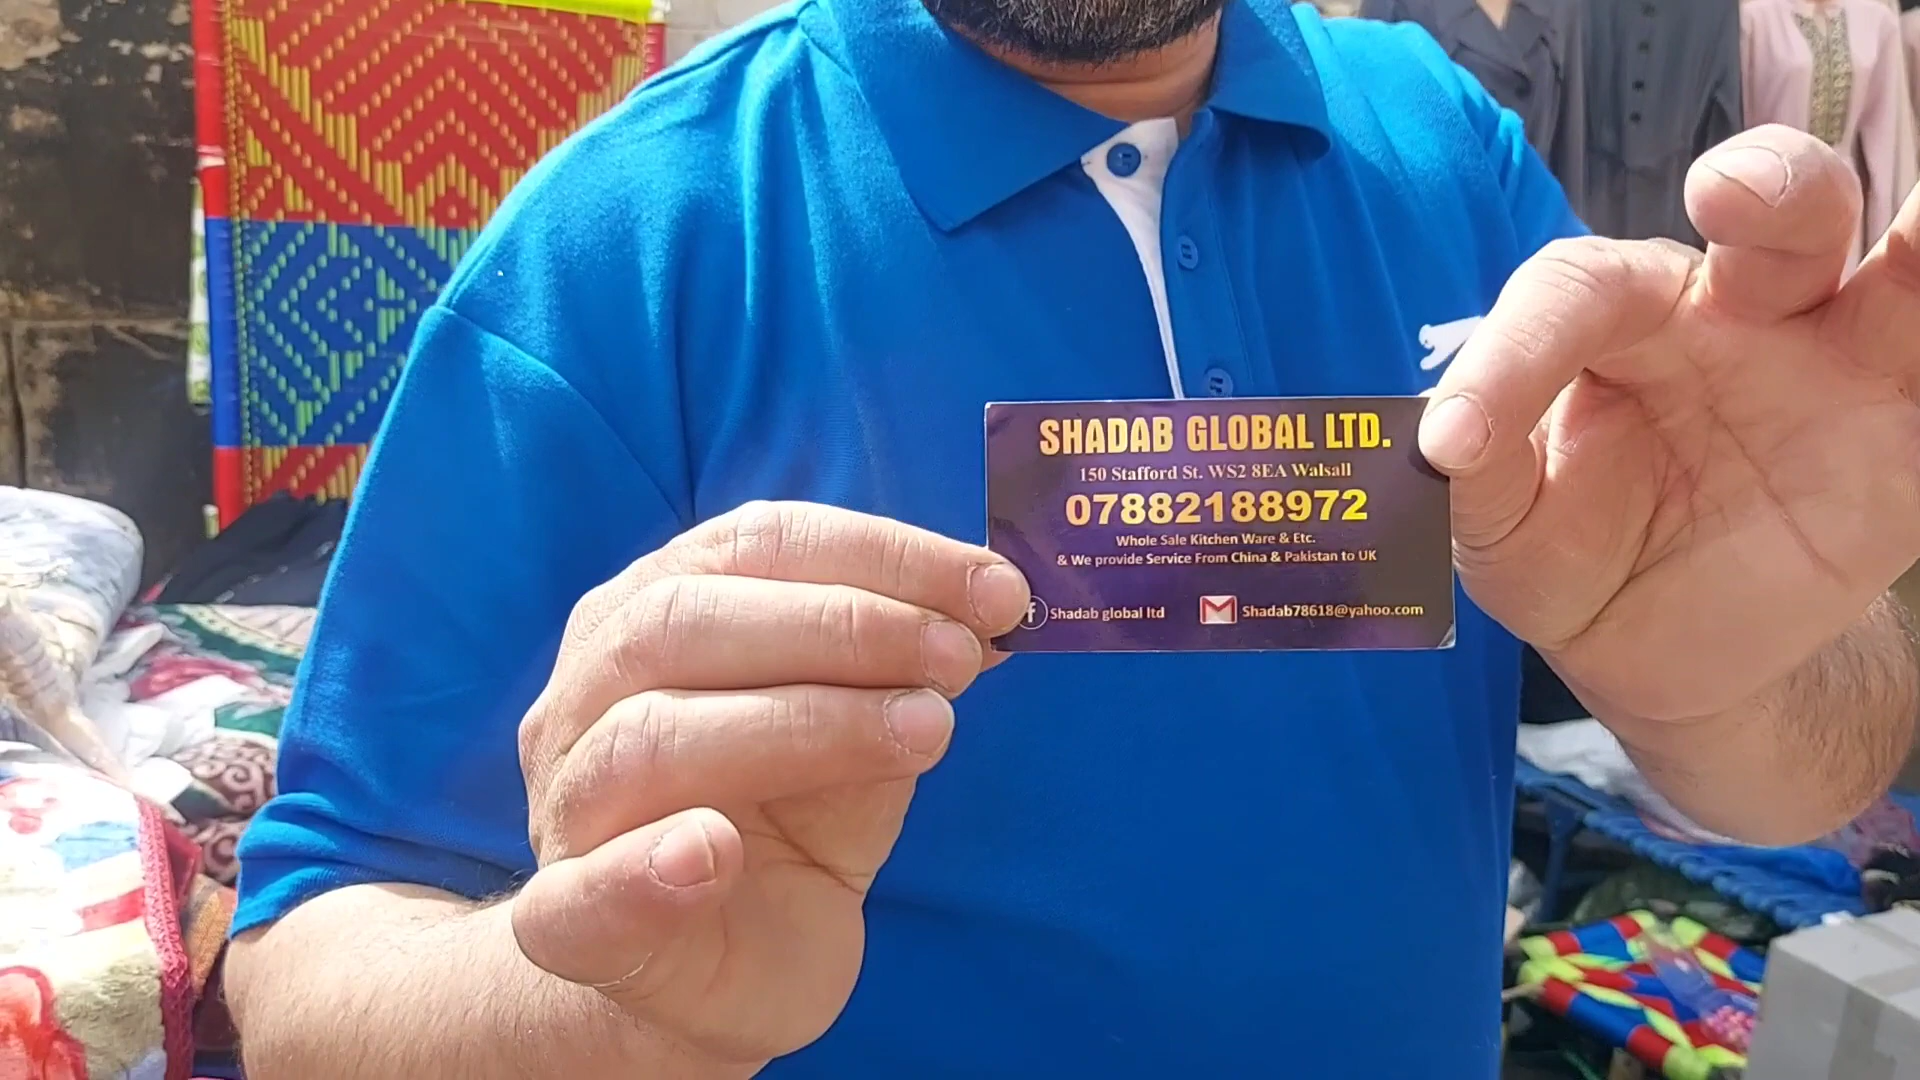 SHADAB GLOBAL LTD.
150 Stafford St. WS2 8EA Walsall
07882188972
Whole Sale Kitchen Ware & Etc.
& We provide Service From China & Pakistan to UK
f Shadab global ltd
Shadab78618@yahoo.com